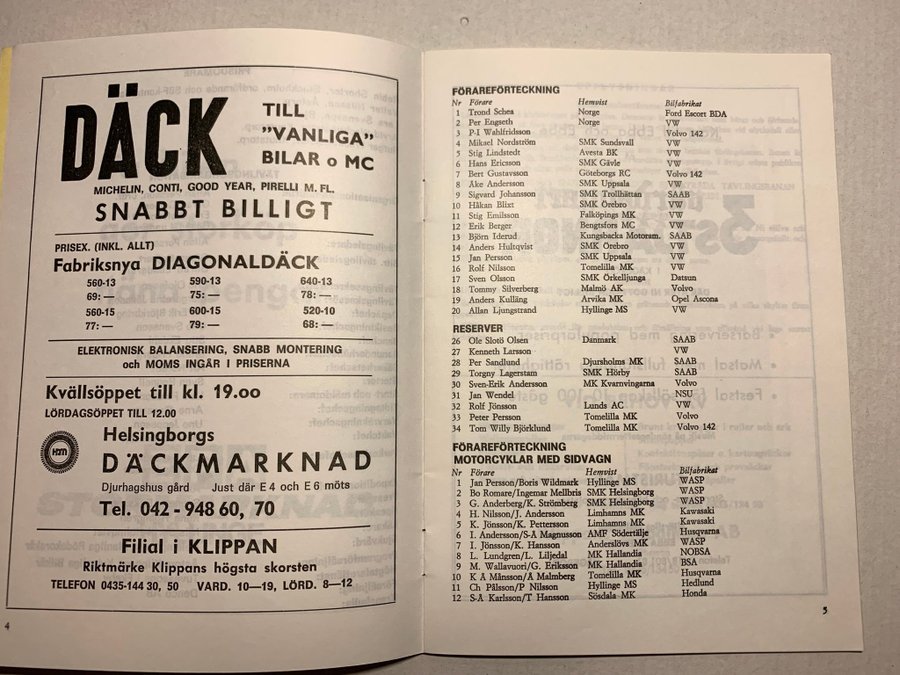 DÄCK
TILL
"VANLIGA"
BILAR o MC
MICHELIN, CONTI, GOOD YEAR, PIRELLI M. FL.
SNABBT BILLIGT
PRISEX. (INKL. ALLT)
Fabriksnya DIAGONALDÄCK
560-13 590-13 640-13
69: — 75: — 78: —
560-15 600-15 520-10
77: — 79: — 68: —
ELEKTRONISK BALANSERING, SNABB MONTERING
och MOMS INGÅR I PRISERNA
Kvällsöppet till kl. 19.oo
LÖRDAGSÖPPET TILL 12.00
Helsingborgs
DÄCKMARKNAD
Djurhagshus gård Just där E 4 och E 6 möts
Tel. 042 - 948 60, 70
Filial i KLIPPAN
Riktmärke Klippans högsta skorsten
TELEFON 0435-144 30, 50 VARD. 10—19, LÖRD. 8—12
4
FÖRAREFÖRTECKNING
Nr Förare Hemvist Bilfabrikat
1 Trond Schea Norge Ford Escort BDA
2 Per Engseth Norge VW
3 P-I Wahlfridsson Volvo 142
4 Mikael Nordström SMK Sundsvall VW
5 Stig Lindstedt Avesta BK VW
6 Hans Ericsson SMK Gävle VW
7 Bert Gustavsson Göteborgs RC Volvo 142
8 Åke Andersson SMK Uppsala VW
9 Sigvard Johansson SMK Trollhättan SAAB
10 Håkan Blixt SMK Örebro VW
11 Stig Emilsson Falköpings MK VW
12 Erik Berger Bengtsfors MC VW
13 Björn Iderud Kungsbacka Motoram. SAAB
14 Anders Hultqvist SMK Örebro VW
15 Jan Persson SMK Uppsala VW
16 Rolf Nilsson Tomelilla MK VW
17 Sven Olsson SMK Örkelljunga Datsun
18 Tommy Silverberg Malmö AK Volvo
19 Anders Kulläng Arvika MK Opel Ascona
20 Allan Ljungstrand Hyllinge MS VW
RESERVER
26 Ole Slotö Olsen Danmark SAAB
27 Kenneth Larsson VW
28 Per Sandlund Djursholms MK SAAB
29 Torgny Lagerstam SMK Hörby SAAB
30 Sven-Erik Andersson MK Kvarnvingarna Volvo
31 Jan Wendel NSU
32 Rolf Jönsson Lunds AC VW
33 Peter Persson Tomelilla MK Volvo
34 Tom Willy Björklund Tomelilla MK Volvo 142
FÖRAREFÖRTECKNING
MOTORCYKLAR MED SIDVAGN
Nr Förare Hemvist Bilfabrikat
1 Jan Persson/Boris Wildmark Hyllinge MS WASP
2 Bo Romare/Ingemar Mellbris SMK Helsingborg WASP
3 G. Anderberg/K. Strömberg SMK Helsingborg WASP
4 H. Nilsson/J. Andersson Limhamns MK Kawasaki
5 K. Jönsson/K. Pettersson Limhamns MK Kawasaki
6 I. Andersson/S-A Magnusson AMF Södertälje Husqvarna
7 I. Jönsson/K. Hansson Anderslövs MK WASP
8 L. Lundgren/L. Liljedal MK Hallandia NOBSA
9 M. Wallavuori/G. Eriksson MK Hallandia BSA
10 K A Månsson/A Malmberg Tomelilla MK Husqvarna
11 Ch Pålsson/P Nilsson Hyllinge MS Hedlund
12 S-A Karlsson/T Hansson Sösdala MK Honda
5